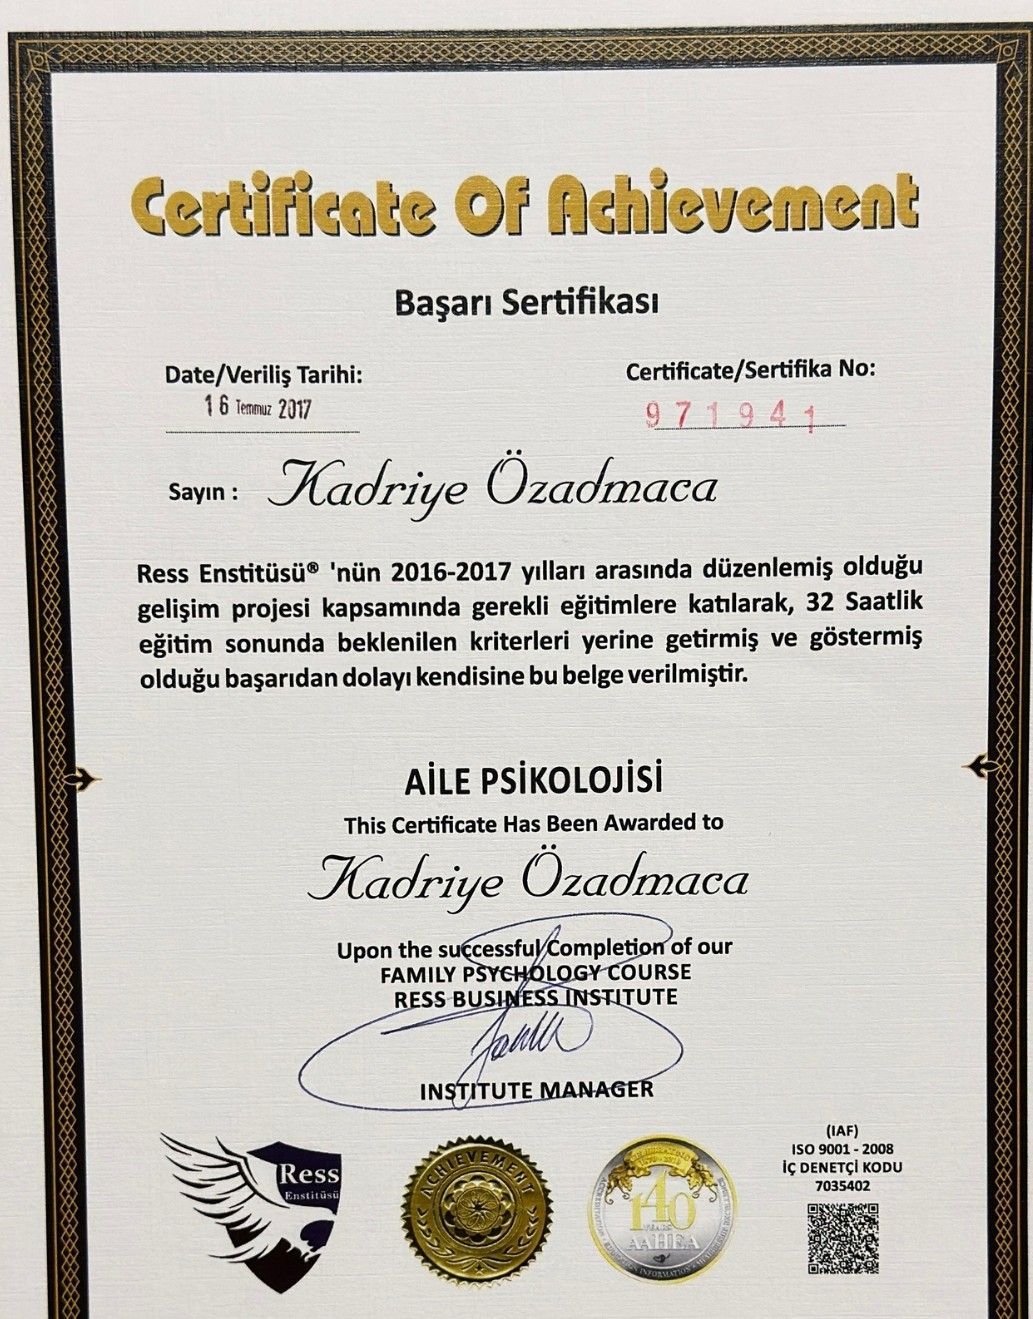 Certificate Of Achievement
Başarı Sertifikası
Date/Veriliş Tarihi:
Certificate/Sertifika No:
16 Temmuz 2017
971941
Sayın : Kadriye Özadmaca
Ress Enstitüsü® 'nün 2016-2017 yılları arasında düzenlemiş olduğu
gelişim projesi kapsamında gerekli eğitimlere katılarak, 32 Saatlik
eğitim sonunda beklenilen kriterleri yerine getirmiş ve göstermiş
olduğu başarıdan dolayı kendisine bu belge verilmiştir.
AİLE PSİKOLOJİSİ
This Certificate Has Been Awarded to
Kadriye Özadmaca
Upon the successful Completion of our
FAMILY PSYCHOLOGY COURSE
RESS BUSINESS INSTITUTE
INSTITUTE MANAGER
Ress
Enstitüsü
ACHIEVEMENT
140
YEARS
AAHEA
(IAF)
ISO 9001 - 2008
İÇ DENETÇİ KODU
7035402